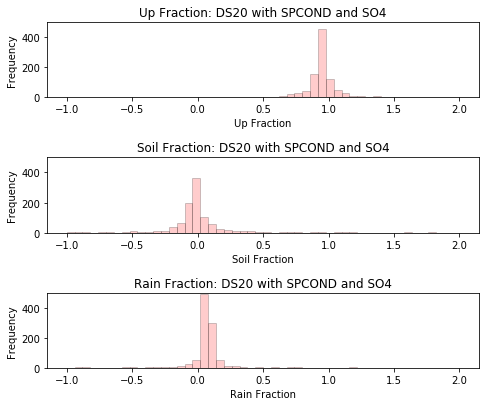 Up Fraction: DS20 with SPCOND and SO4
400
200
0
Frequency
−1.0 −0.5 0.0 0.5 1.0 1.5 2.0
Up Fraction
Soil Fraction: DS20 with SPCOND and SO4
400
200
0
Frequency
−1.0 −0.5 0.0 0.5 1.0 1.5 2.0
Soil Fraction
Rain Fraction: DS20 with SPCOND and SO4
400
200
0
Frequency
−1.0 −0.5 0.0 0.5 1.0 1.5 2.0
Rain Fraction